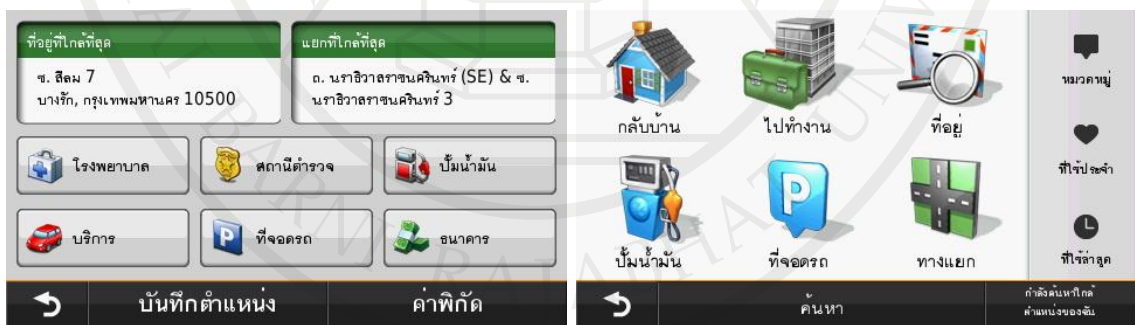 ที่อยู่ที่ใกล้ที่สุด
ซ. สีลม 7
บางรัก, กรุงเทพมหานคร 10500
แยกที่ใกล้ที่สุด
ถ. นราธิวาสราชนครินทร์ (SE) & ซ.
นราธิวาสราชนครินทร์ 3
โรงพยาบาล
สถานีตำรวจ
ปั๊มน้ำมัน
บริการ
ที่จอดรถ
ธนาคาร
บันทึกตำแหน่ง
ค่าพิกัด
กลับบ้าน
ไปทำงาน
ที่อยู่
ปั๊มน้ำมัน
ที่จอดรถ
ทางแยก
หมวดหมู่
ที่ใช้ประจำ
ที่ใช้ล่าสุด
ค้นหา
กำลังค้นหาใกล้
ตำแหน่งของฉัน